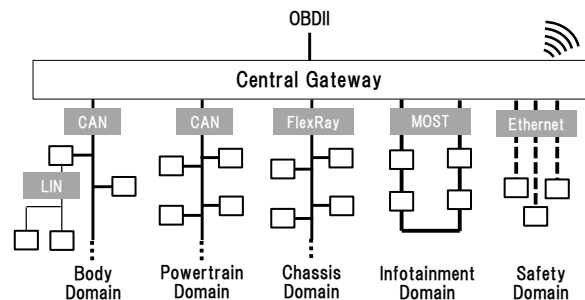 OBDII
Central Gateway
CAN
CAN
FlexRay
MOST
Ethernet
LIN
Body
Domain
Powertrain
Domain
Chassis
Domain
Infotainment
Domain
Safety
Domain